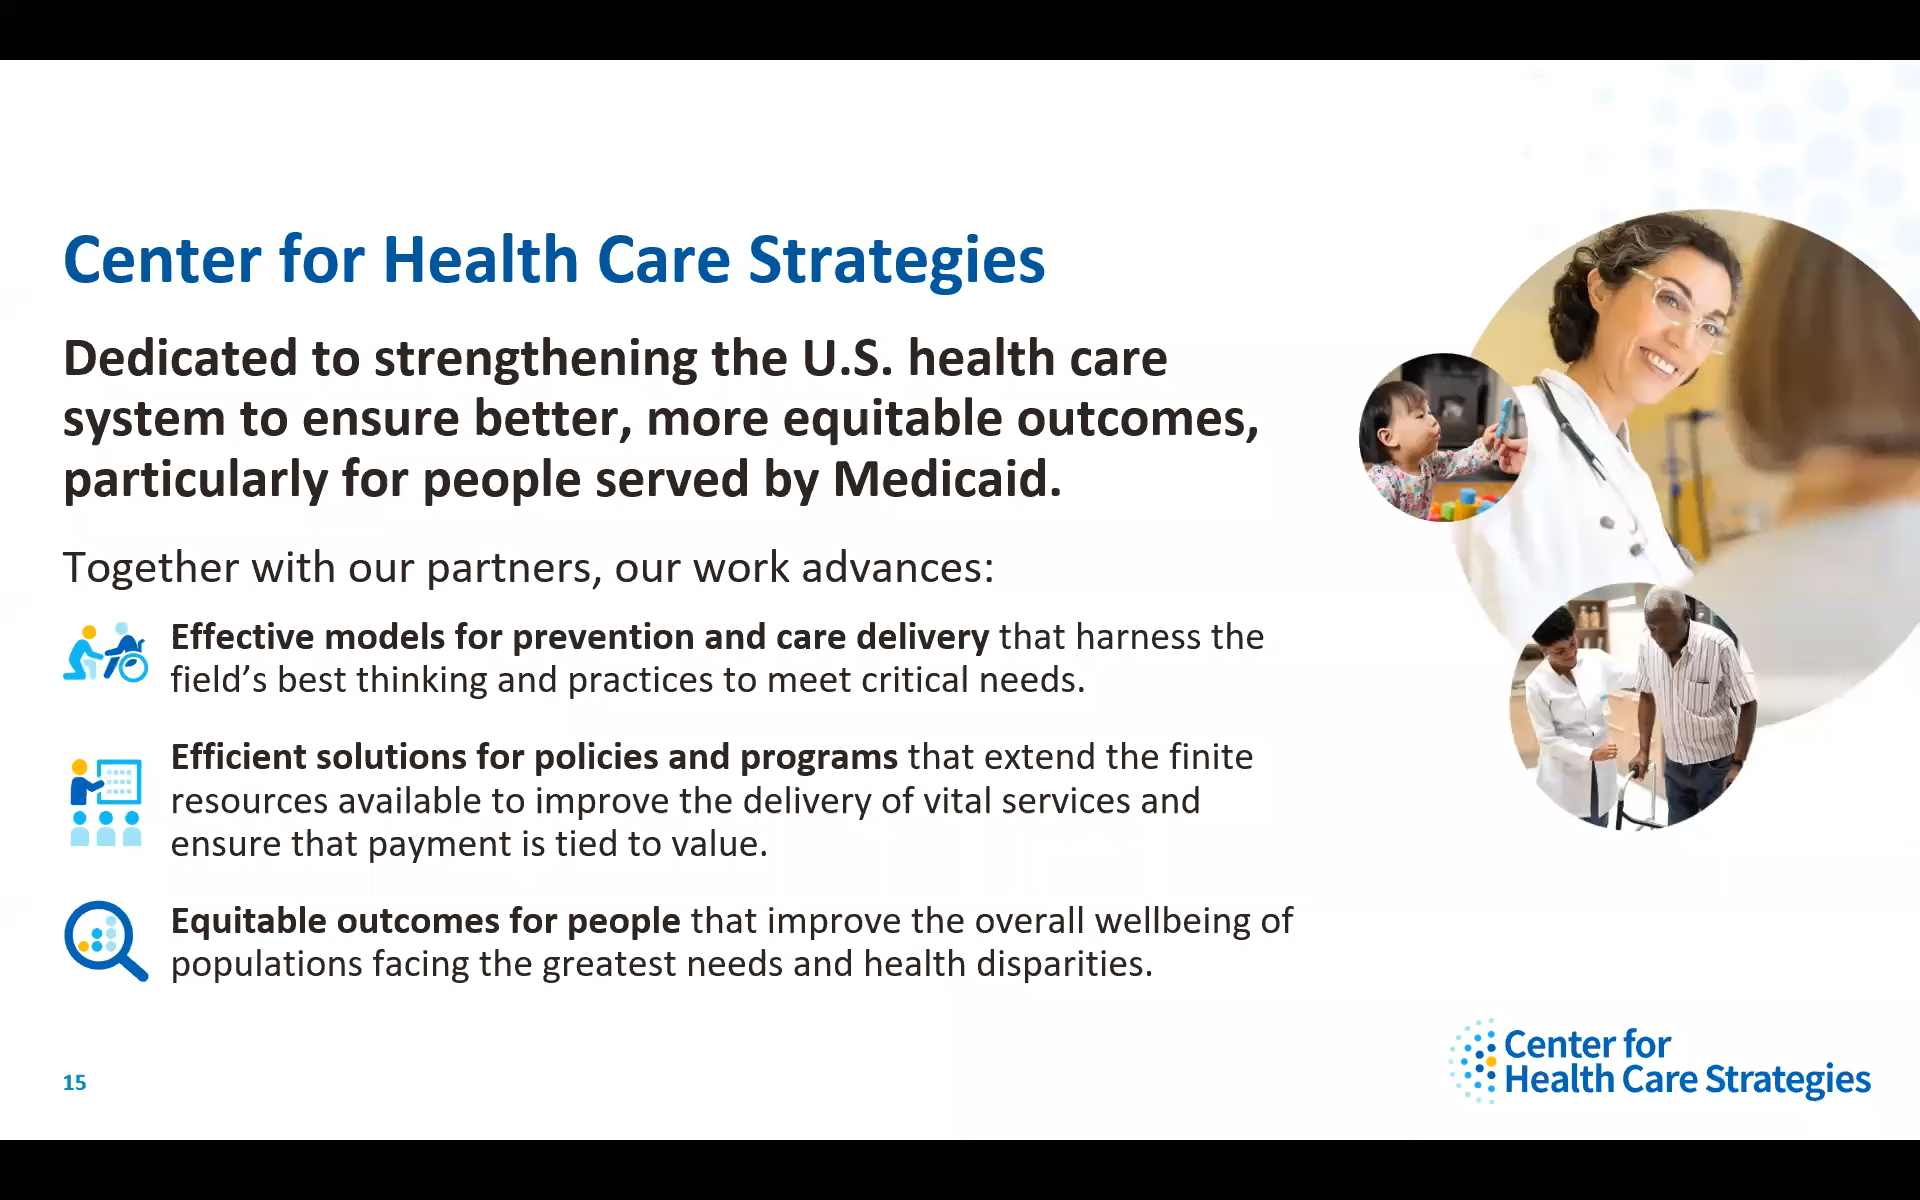 Center for Health Care Strategies
Dedicated to strengthening the U.S. health care
system to ensure better, more equitable outcomes,
particularly for people served by Medicaid.
Together with our partners, our work advances:
Effective models for prevention and care delivery that harness the
field’s best thinking and practices to meet critical needs.
Efficient solutions for policies and programs that extend the finite
resources available to improve the delivery of vital services and
ensure that payment is tied to value.
Equitable outcomes for people that improve the overall wellbeing of
populations facing the greatest needs and health disparities.
15
Center for
Health Care Strategies